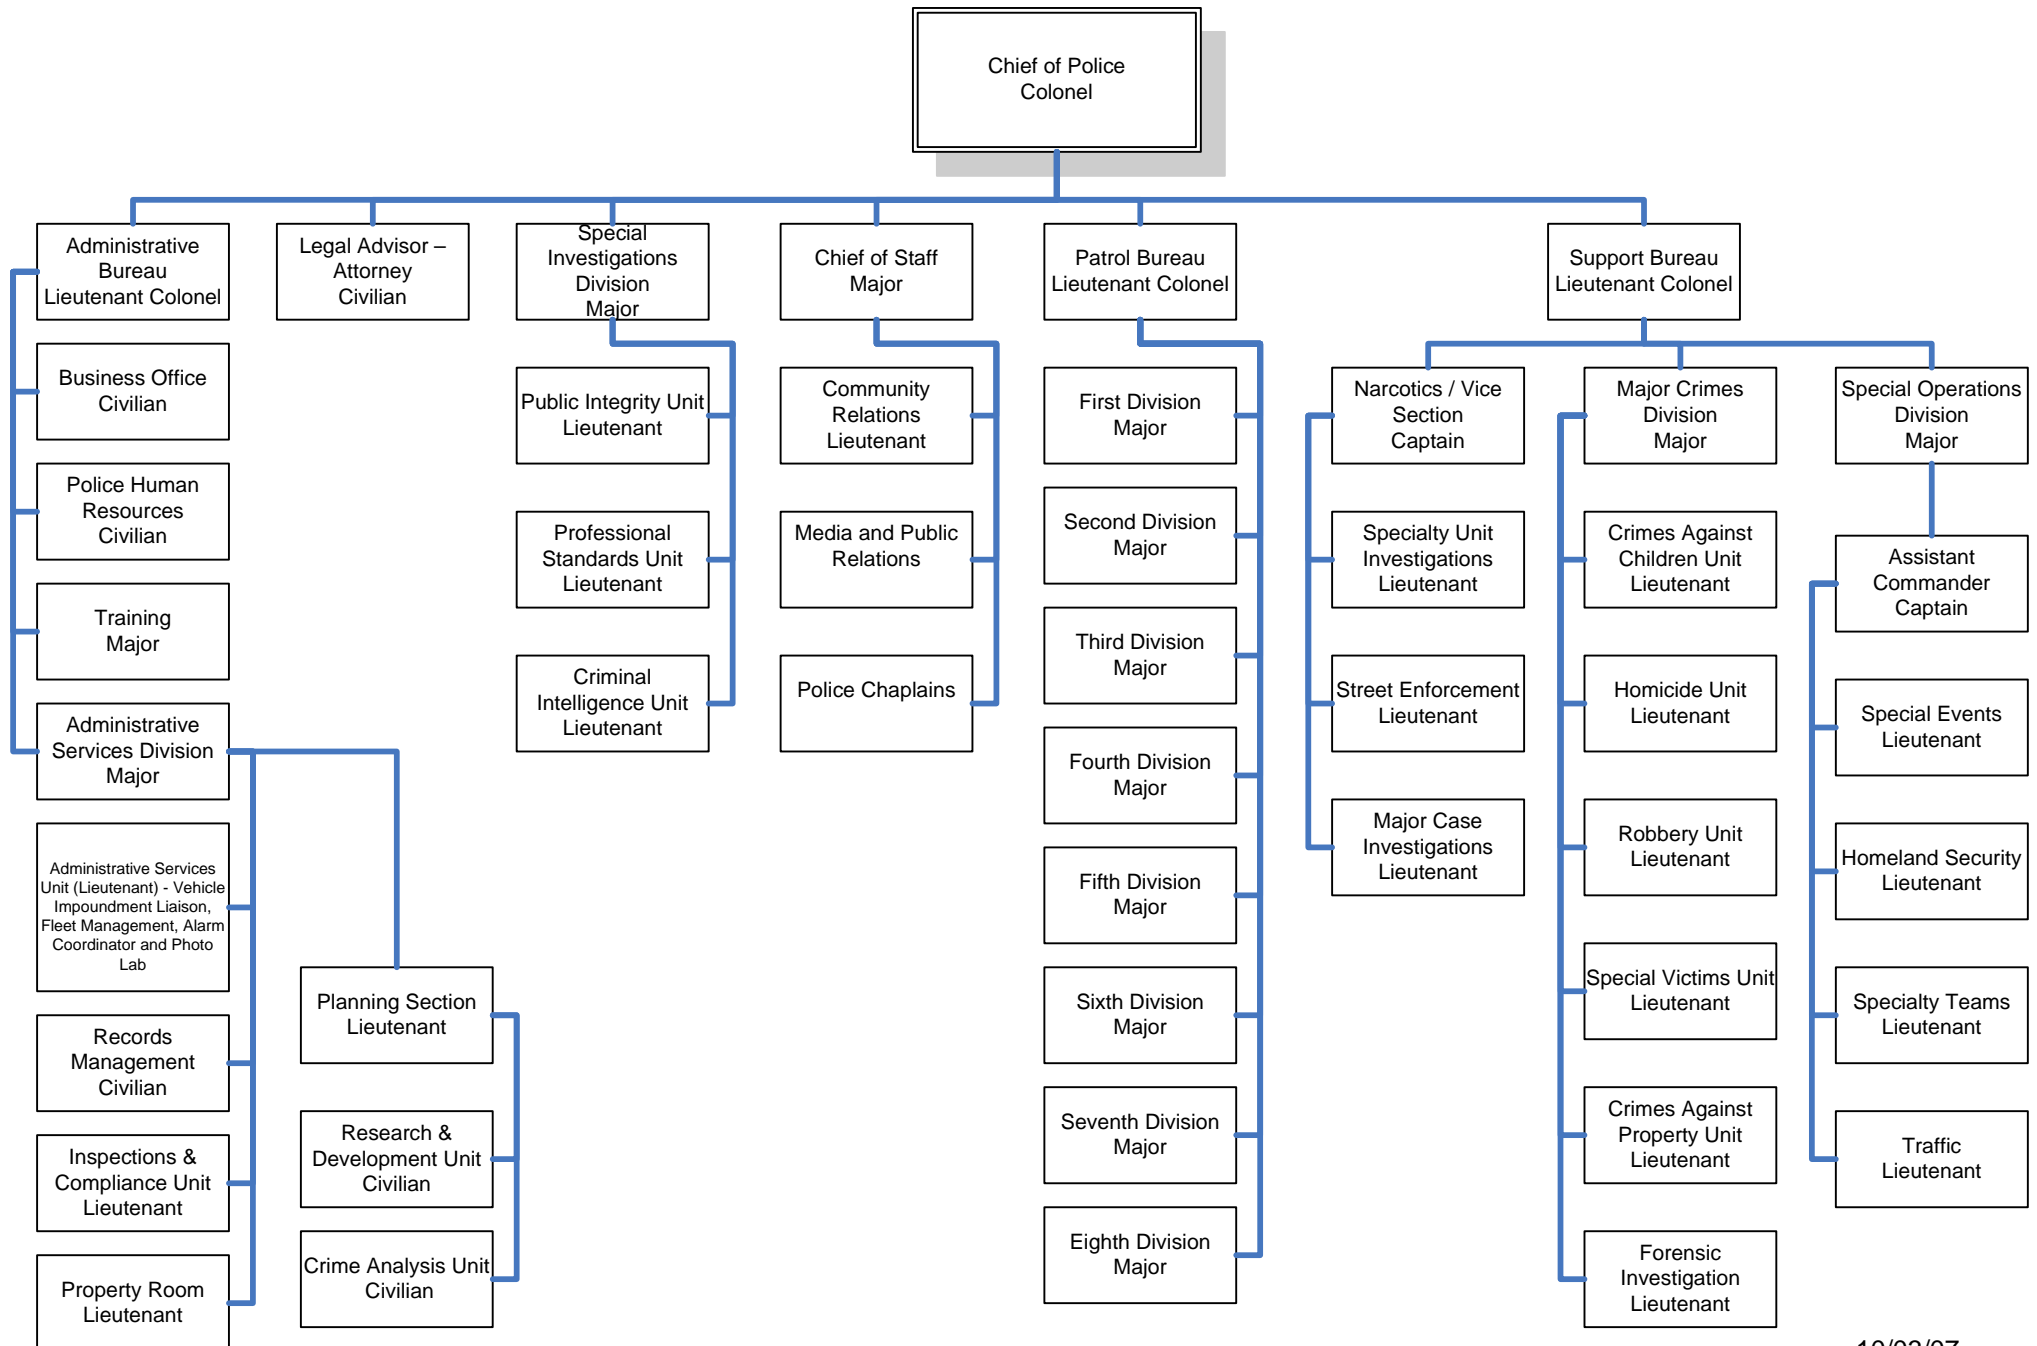 Chief of Police
Colonel
Administrative
Bureau
Lieutenant Colonel
Legal Advisor –
Attorney
Civilian
Special
Investigations
Division
Major
Chief of Staff
Major
Patrol Bureau
Lieutenant Colonel
Support Bureau
Lieutenant Colonel
Business Office
Civilian
Police Human
Resources
Civilian
Training
Major
Administrative
Services Division
Major
Administrative Services
Unit (Lieutenant) - Vehicle
Impoundment Liaison,
Fleet Management, Alarm
Coordinator and Photo
Lab
Records
Management
Civilian
Inspections &
Compliance Unit
Lieutenant
Property Room
Lieutenant
Planning Section
Lieutenant
Research &
Development Unit
Civilian
Crime Analysis Unit
Civilian
Public Integrity Unit
Lieutenant
Professional
Standards Unit
Lieutenant
Criminal
Intelligence Unit
Lieutenant
Community
Relations
Lieutenant
Media and Public
Relations
Police Chaplains
First Division
Major
Second Division
Major
Third Division
Major
Fourth Division
Major
Fifth Division
Major
Sixth Division
Major
Seventh Division
Major
Eighth Division
Major
Narcotics / Vice
Section
Captain
Specialty Unit
Investigations
Lieutenant
Street Enforcement
Lieutenant
Major Case
Investigations
Lieutenant
Major Crimes
Division
Major
Crimes Against
Children Unit
Lieutenant
Homicide Unit
Lieutenant
Robbery Unit
Lieutenant
Special Victims Unit
Lieutenant
Crimes Against
Property Unit
Lieutenant
Forensic
Investigation
Lieutenant
Special Operations
Division
Major
Assistant
Commander
Captain
Special Events
Lieutenant
Homeland Security
Lieutenant
Specialty Teams
Lieutenant
Traffic
Lieutenant